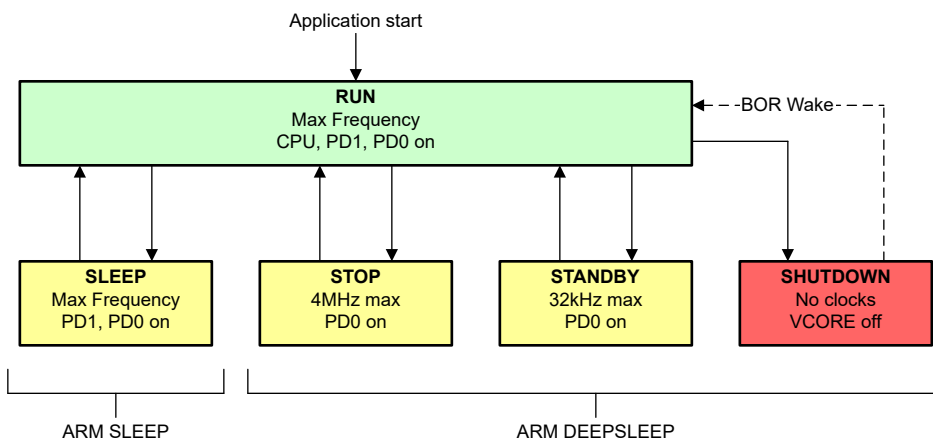 Application start
RUN
Max Frequency
CPU, PD1, PD0 on
BOR Wake
SLEEP
Max Frequency
PD1, PD0 on
STOP
4MHz max
PD0 on
STANDBY
32kHz max
PD0 on
SHUTDOWN
No clocks
VCORE off
ARM SLEEP
ARM DEEPSLEEP